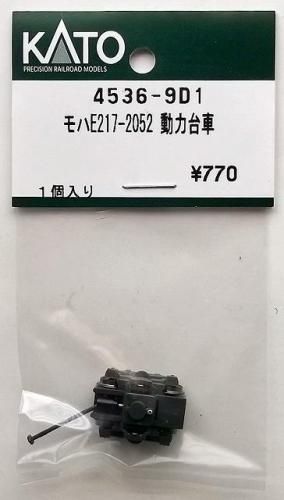 KATO
PRECISION RAILROAD MODELS
4536-9D1
モハE217-2052 動力台車
¥770
1個入り